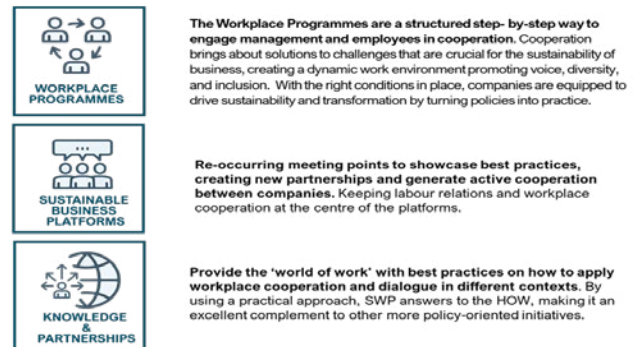 WORKPLACE
PROGRAMMES
The Workplace Programmes are a structured step- by-step way to
engage management and employees in cooperation. Cooperation
brings about solutions to challenges that are crucial for the sustainability of
business, creating a dynamic work environment promoting voice, diversity,
and inclusion. With the right conditions in place, companies are equipped to
drive sustainability and transformation by turning policies into practice.
SUSTAINABLE
BUSINESS
PLATFORMS
Re-occurring meeting points to showcase best practices,
creating new partnerships and generate active cooperation
between companies. Keeping labour relations and workplace
cooperation at the centre of the platforms.
KNOWLEDGE
&
PARTNERSHIPS
Provide the ‘world of work’ with best practices on how to apply
workplace cooperation and dialogue in different contexts. By
using a practical approach, SWP answers to the HOW, making it an
excellent complement to other more policy-oriented initiatives.